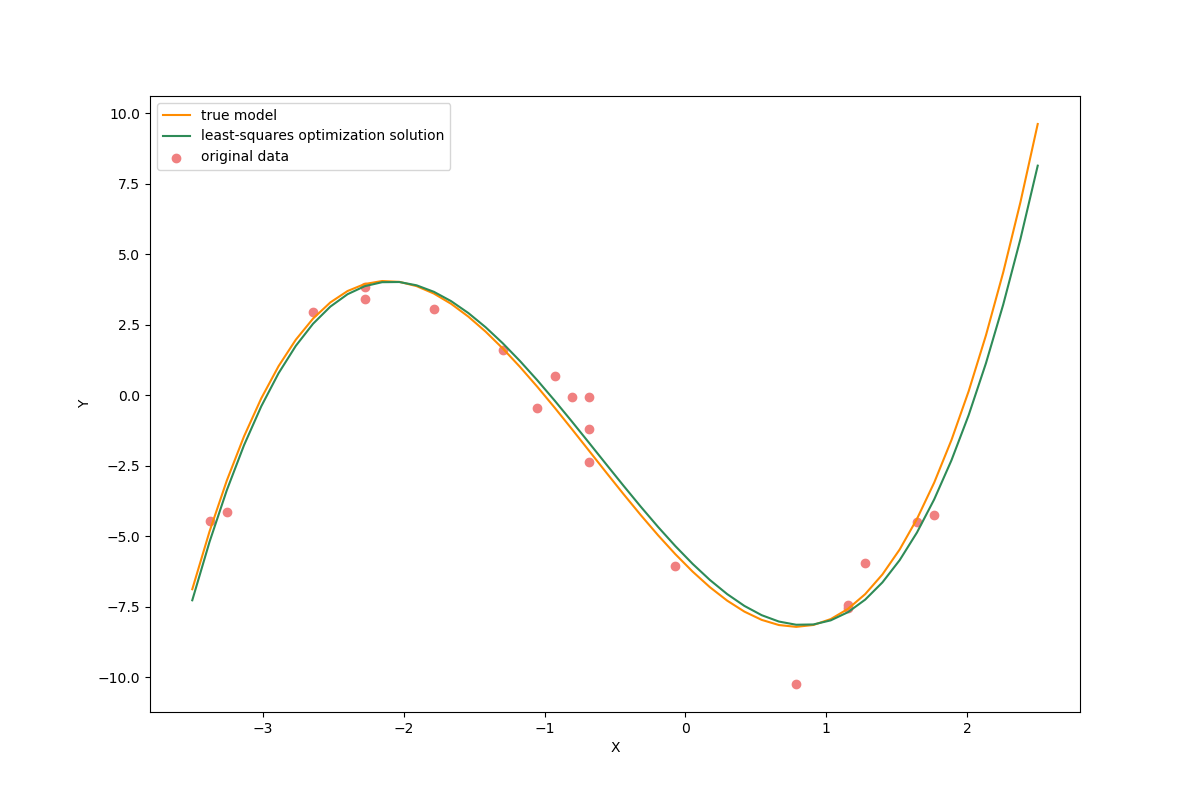 true model
least-squares optimization solution
original data
10.0
7.5
5.0
2.5
0.0
−2.5
−5.0
−7.5
−10.0
Y
−3 −2 −1 0 1 2
X